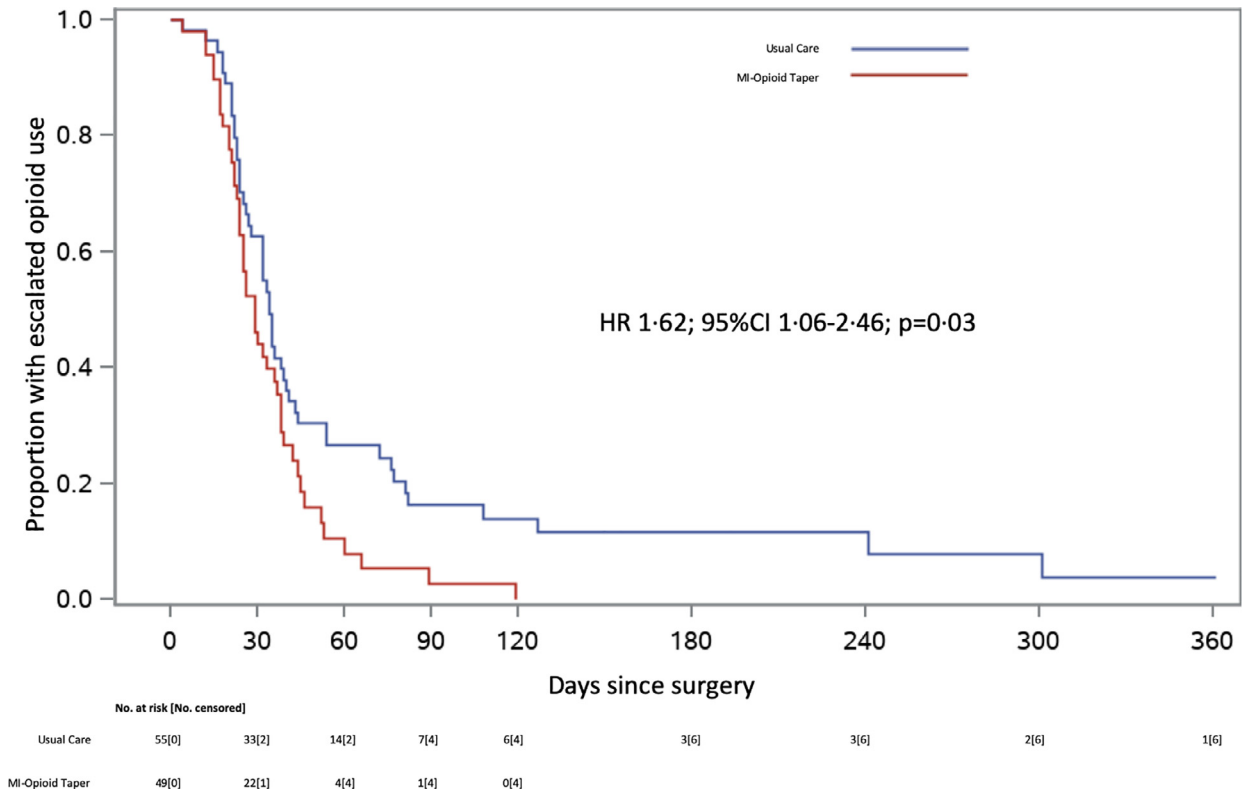 1.0
0.8
0.6
0.4
0.2
0.0
Proportion with escalated opioid use
Usual Care
MI-Opioid Taper
HR 1·62; 95%CI 1·06-2·46; p=0·03
0 30 60 90 120 180 240 300 360
Days since surgery
No. at risk [No. censored]
Usual Care 55[0] 33[2] 14[2] 7[4] 6[4] 3[6] 3[6] 2[6] 1[6]
MI-Opioid Taper 49[0] 22[1] 4[4] 1[4] 0[4]